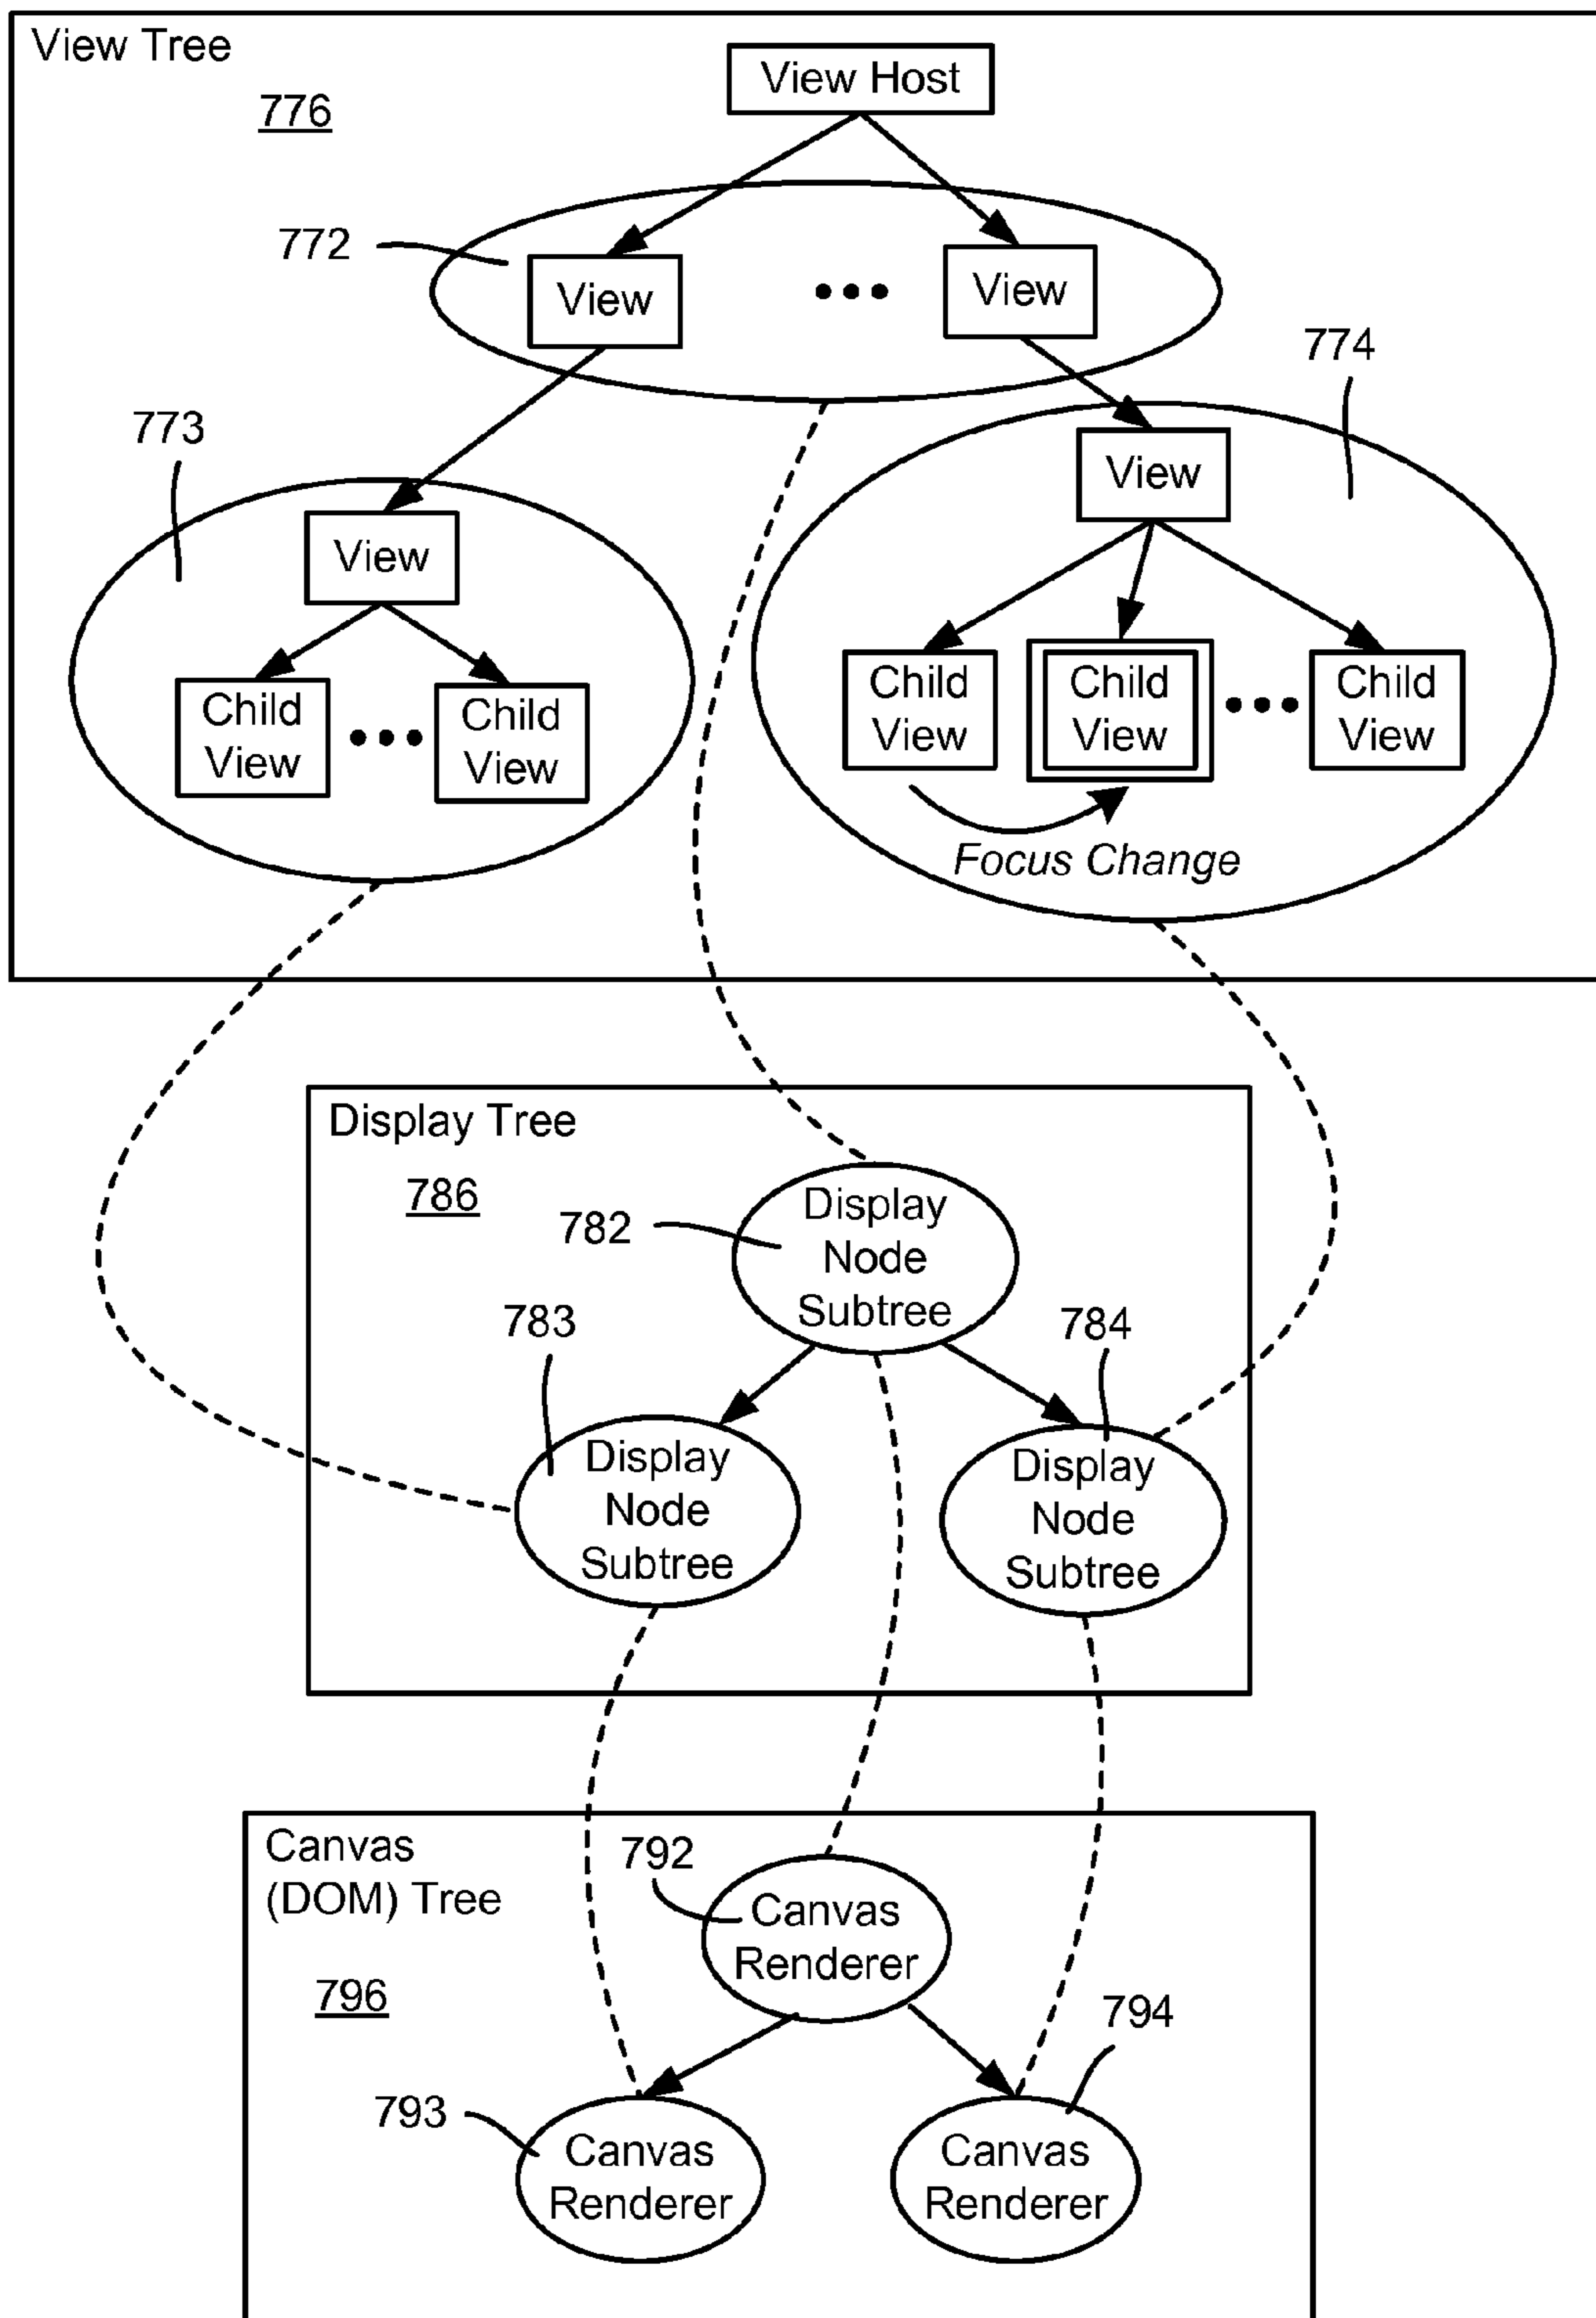 View Tree
776
View Host
772
View
View
774
773
View
View
Child
View
Child
View
Child
View
Child
View
Child
View
Focus Change
Display Tree
786
782
Display
Node
Subtree
783
784
Display
Node
Subtree
Display
Node
Subtree
Canvas
(DOM) Tree
796
792
Canvas
Renderer
794
793
Canvas
Renderer
Canvas
Renderer